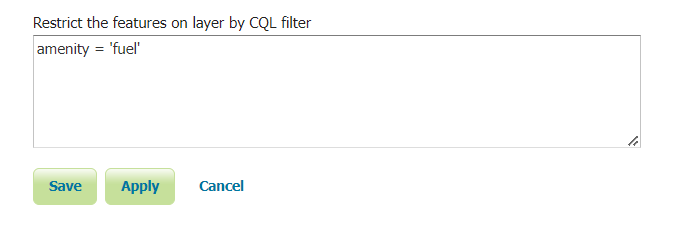 Restrict the features on layer by CQL filter
amenity = 'fuel'
Save Apply Cancel